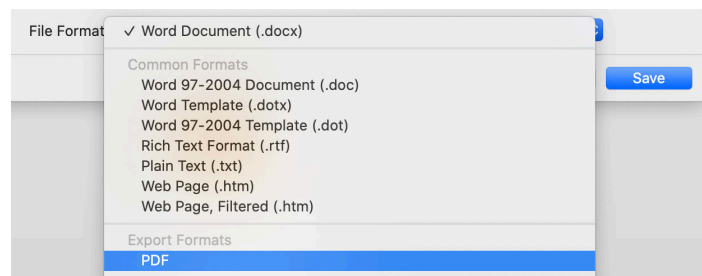 File Format
✓ Word Document (.docx)
Common Formats
Word 97-2004 Document (.doc)
Word Template (.dotx)
Word 97-2004 Template (.dot)
Rich Text Format (.rtf)
Plain Text (.txt)
Web Page (.htm)
Web Page, Filtered (.htm)
Save
Export Formats
PDF